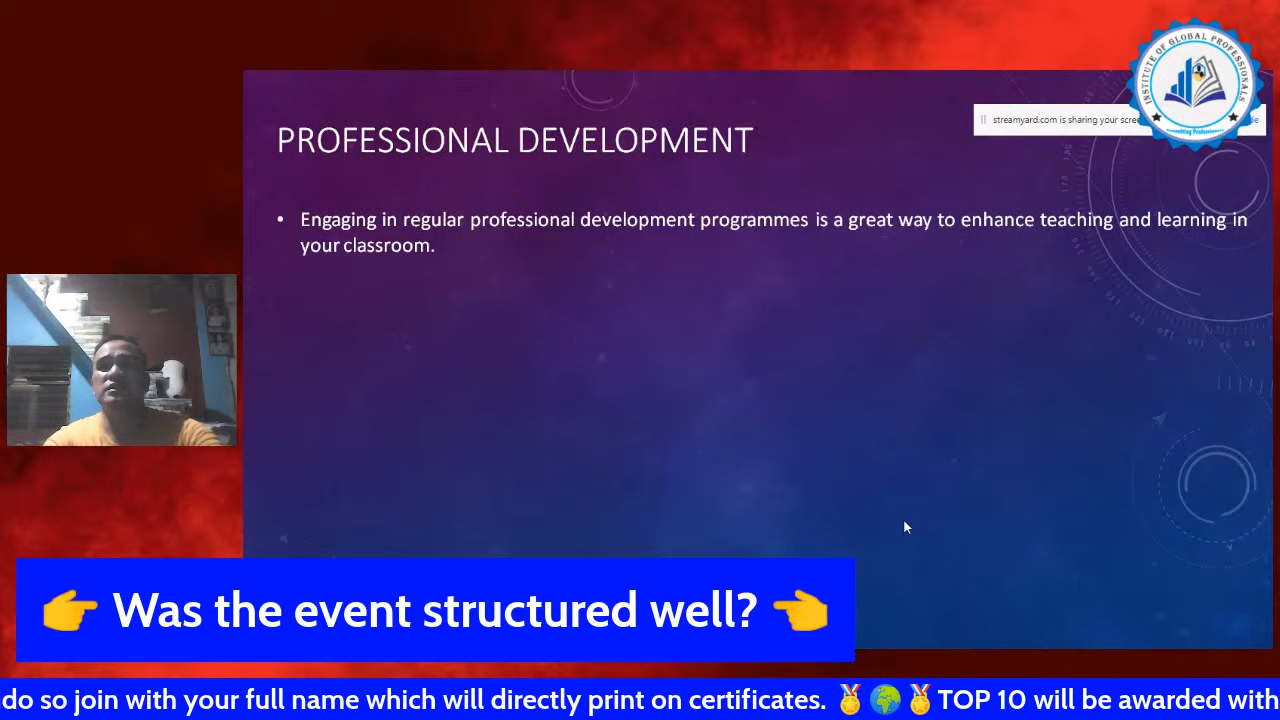 INSTITUTE OF GLOBAL PROFESSIONALS
streamyard.com is sharing your scree
PROFESSIONAL DEVELOPMENT
• Engaging in regular professional development programmes is a great way to enhance teaching and learning in
your classroom.
👉 Was the event structured well? 👈
do so join with your full name which will directly print on certificates. 🏅🌍🏅TOP 10 will be awarded with